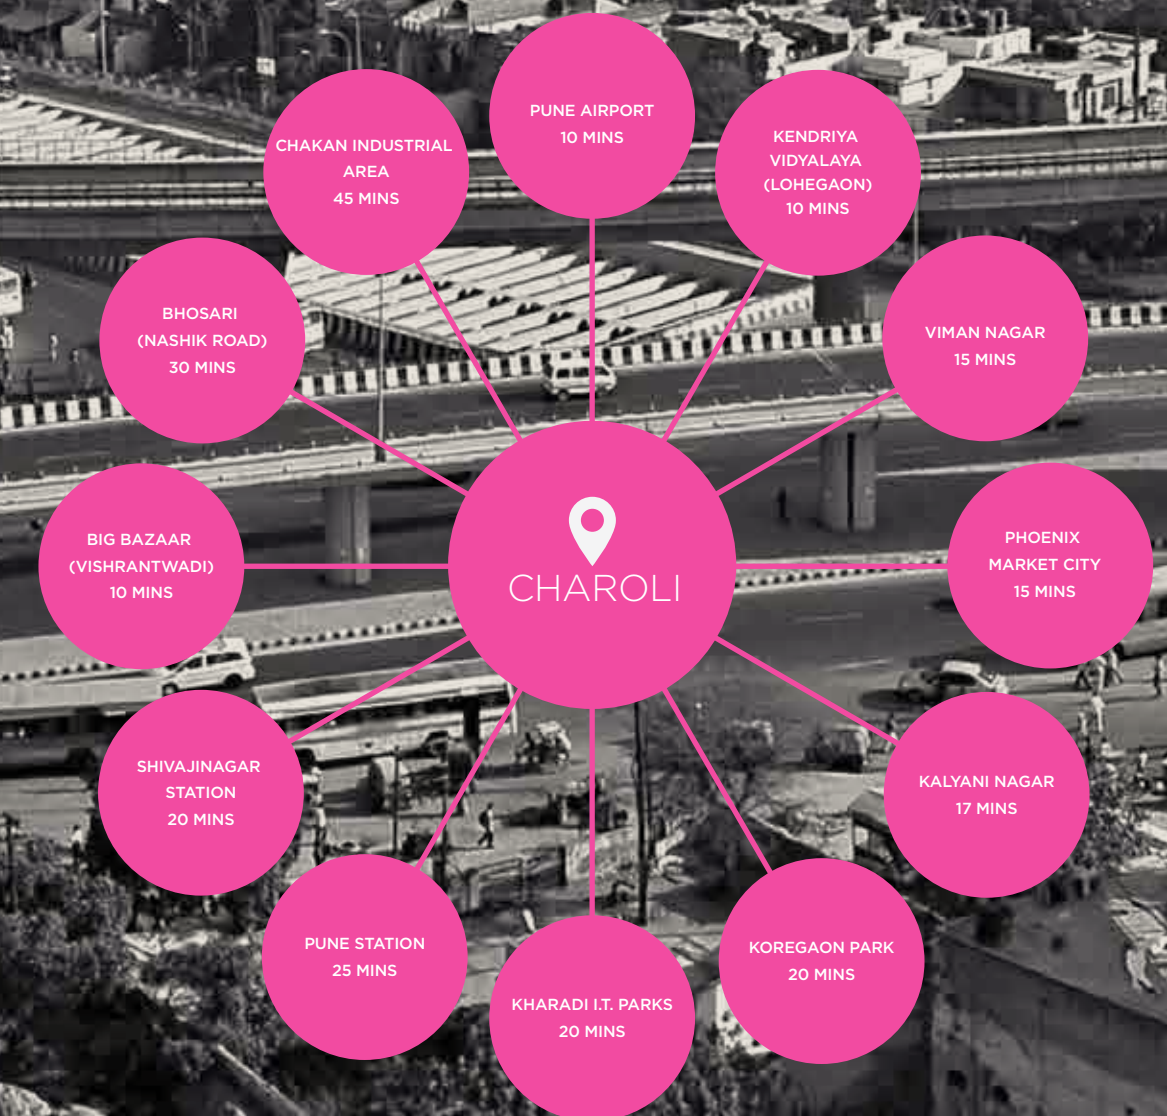 PUNE AIRPORT
10 MINS
KENDRIYA
VIDYALAYA
(LOHEGAON)
10 MINS
VIMAN NAGAR
15 MINS
PHOENIX
MARKET CITY
15 MINS
KALYANI NAGAR
17 MINS
KOREGAON PARK
20 MINS
KHARADI I.T. PARKS
20 MINS
PUNE STATION
25 MINS
SHIVAJINAGAR
STATION
20 MINS
BIG BAZAAR
(VISHRANTWADI)
10 MINS
BHOSARI
(NASHIK ROAD)
30 MINS
CHAKAN INDUSTRIAL
AREA
45 MINS
CHAROLI